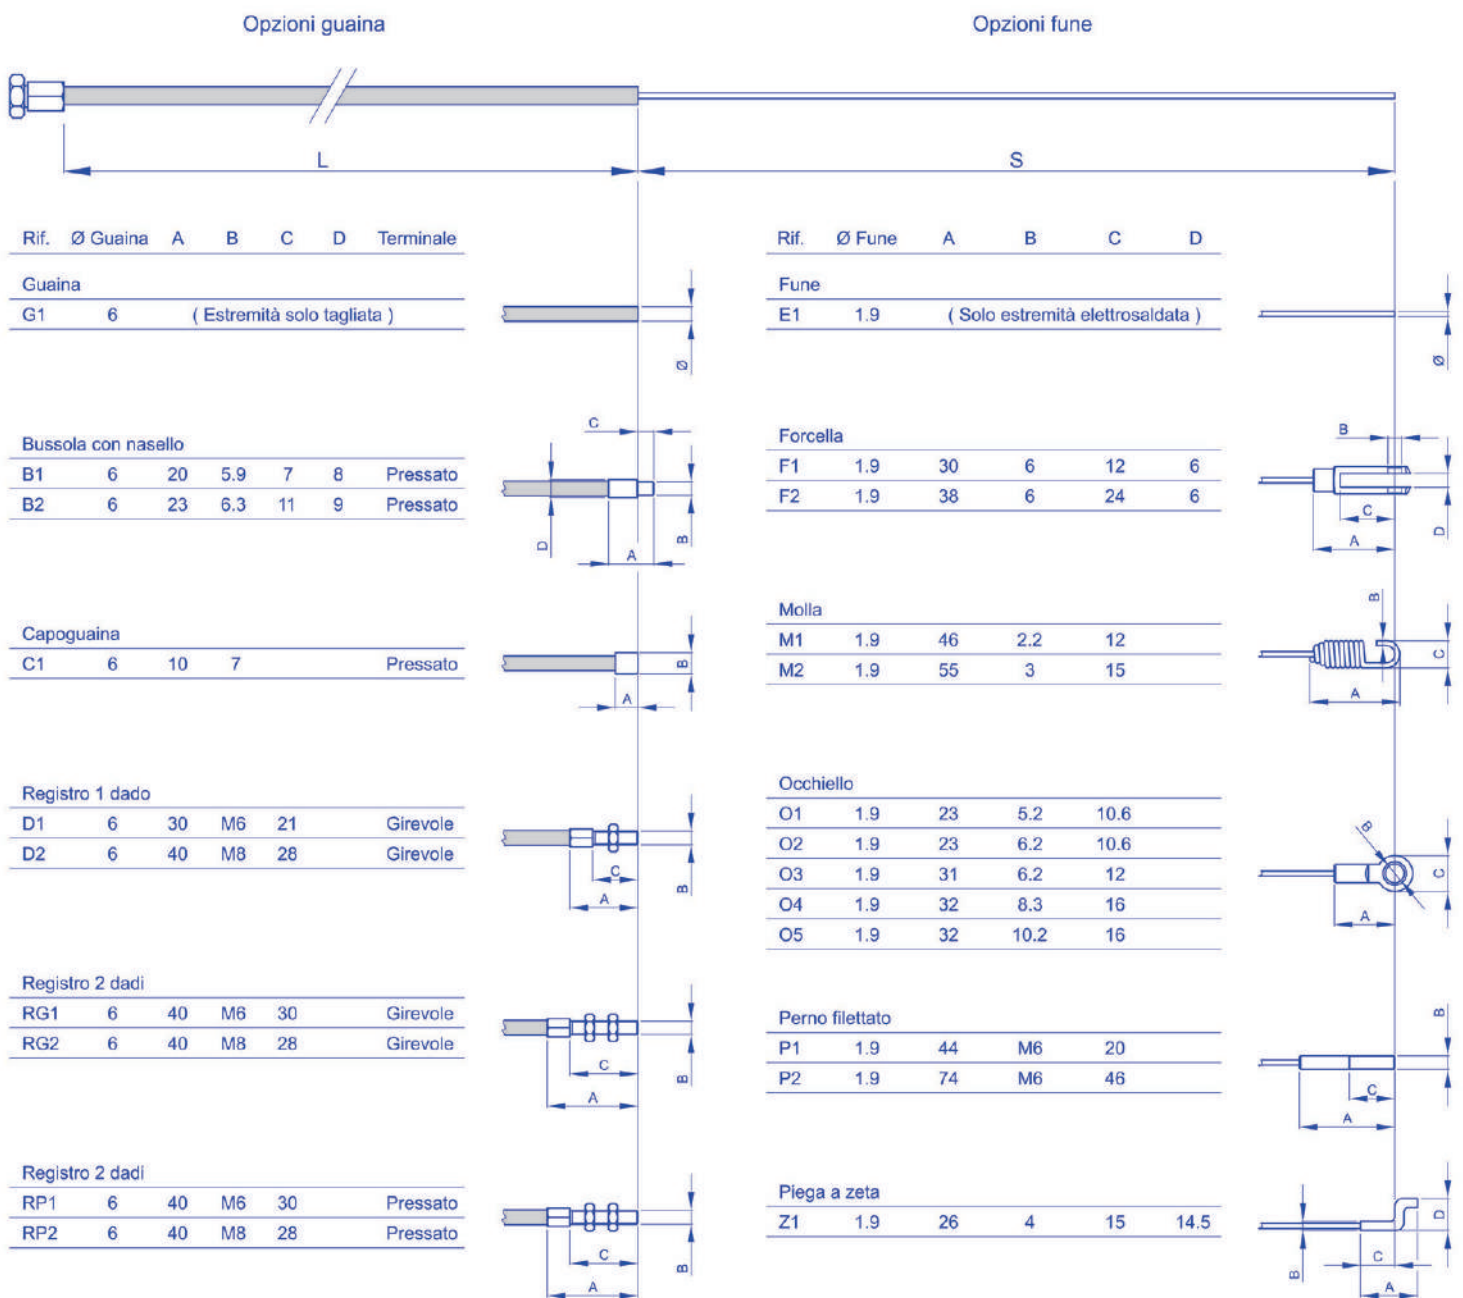 Opzioni guaina
Opzioni fune
L
S
Rif. Ø Guaina A B C D Terminale
Guaina
G1 6 ( Estremità solo tagliata )
Ø
Bussola con nasello
B1 6 20 5.9 7 8 Pressato
B2 6 23 6.3 11 9 Pressato
C
D
A
B
Capoguaina
C1 6 10 7 Pressato
B
A
Registro 1 dado
D1 6 30 M6 21 Girevole
D2 6 40 M8 28 Girevole
C
A
B
Registro 2 dadi
RG1 6 40 M6 30 Girevole
RG2 6 40 M8 28 Girevole
C
A
B
Registro 2 dadi
RP1 6 40 M6 30 Pressato
RP2 6 40 M8 28 Pressato
C
A
B
Rif. Ø Fune A B C D
Fune
E1 1.9 ( Solo estremità elettrosaldata )
Ø
Forcella
F1 1.9 30 6 12 6
F2 1.9 38 6 24 6
B
C
A
D
Molla
M1 1.9 46 2.2 12
M2 1.9 55 3 15
B
C
A
Occhiello
O1 1.9 23 5.2 10.6
O2 1.9 23 6.2 10.6
O3 1.9 31 6.2 12
O4 1.9 32 8.3 16
O5 1.9 32 10.2 16
B
C
A
Perno filettato
P1 1.9 44 M6 20
P2 1.9 74 M6 46
B
C
A
Piega a zeta
Z1 1.9 26 4 15 14.5
D
C
B
A